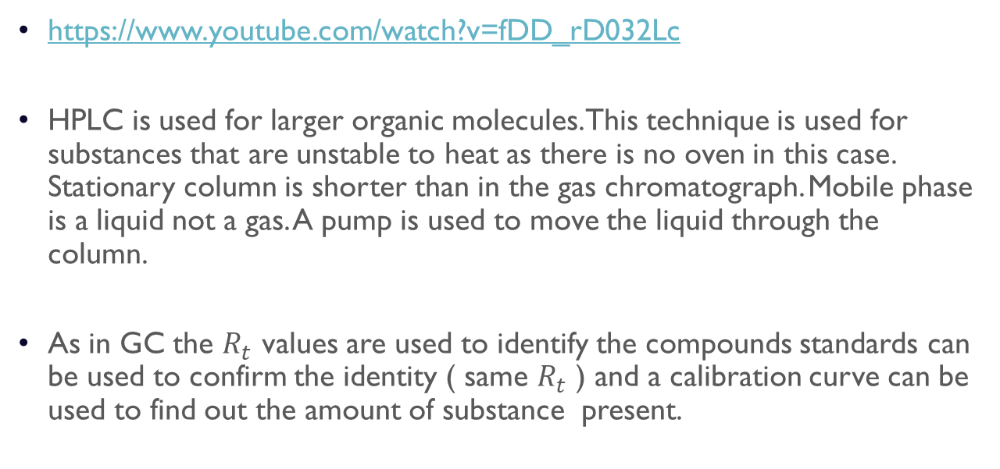 • https://www.youtube.com/watch?v=fDD_rD032Lc
• HPLC is used for larger organic molecules. This technique is used for
substances that are unstable to heat as there is no oven in this case.
Stationary column is shorter than in the gas chromatograph. Mobile phase
is a liquid not a gas. A pump is used to move the liquid through the
column.
• As in GC the Rₜ values are used to identify the compounds standards can
be used to confirm the identity ( same Rₜ ) and a calibration curve can be
used to find out the amount of substance  present.